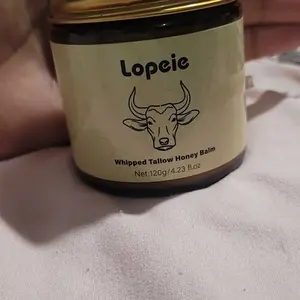 Lopeie
Whipped Tallow Honey Balm
Net:120g/4.23 fl.oz